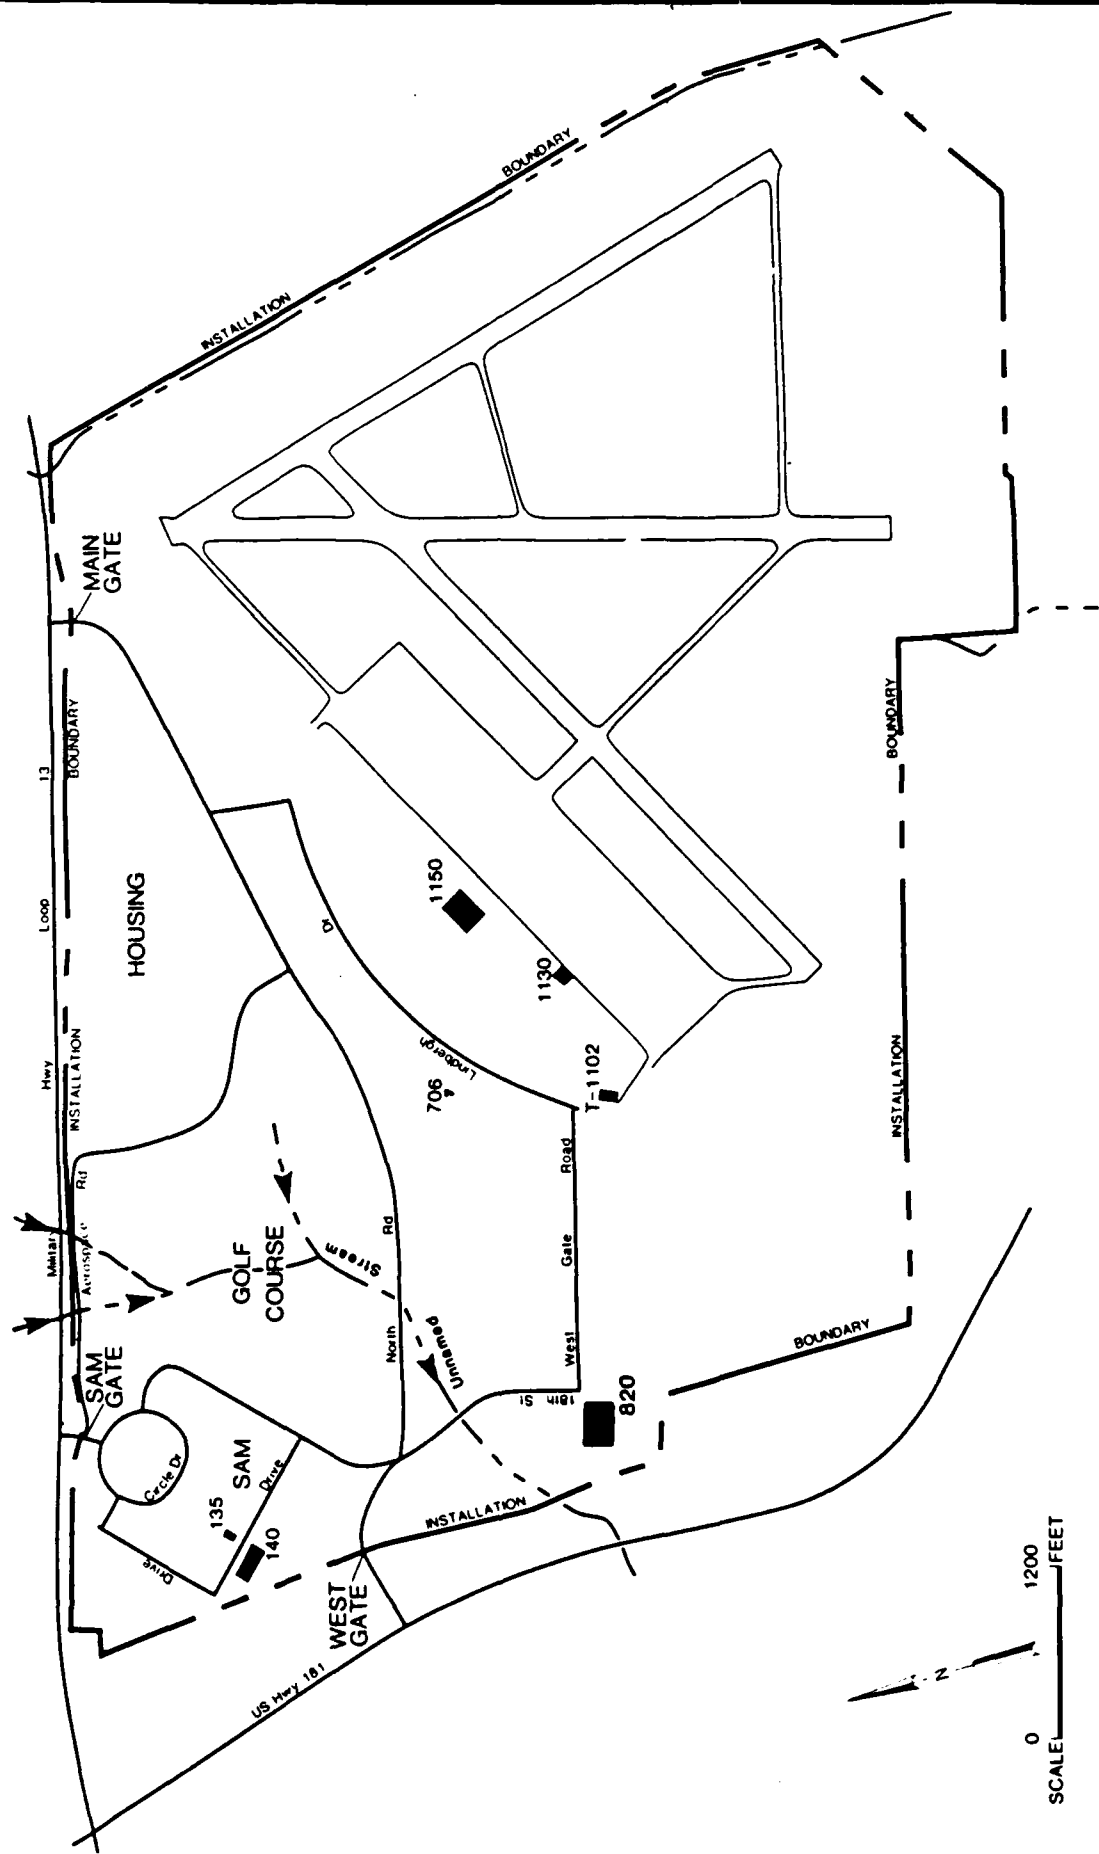 Military Hwy Loop 13
INSTALLATION BOUNDARY
SAM
GATE
Aerospace Rd
MAIN
GATE
HOUSING
Circle Dr
SAM
Drive
Drive
135
140
GOLF
COURSE
Stream
Unnamed
North Rd
Lindbergh Dr
706
1150
1130
T-1102
West Gate Road
18th St
820
WEST
GATE
US Hwy 181
INSTALLATION BOUNDARY
INSTALLATION BOUNDARY
INSTALLATION BOUNDARY
N
0 1200
SCALE FEET